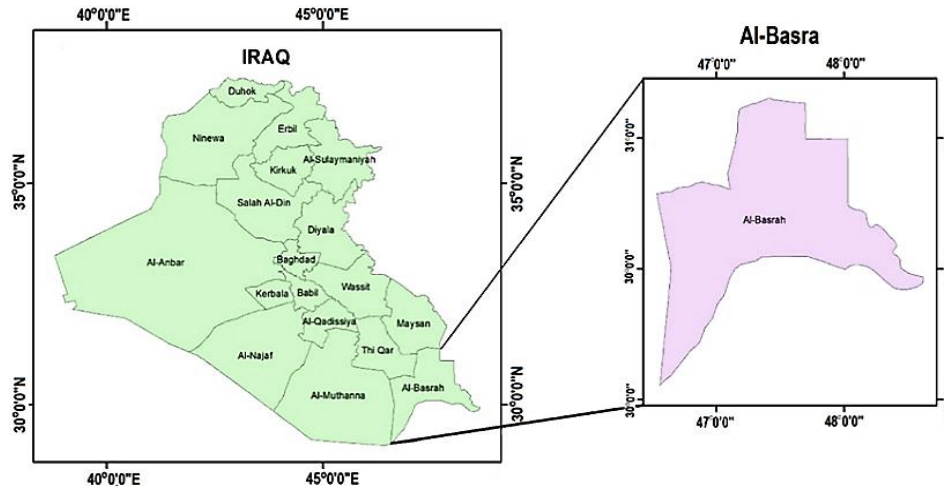 40°0'0"E
45°0'0"E
IRAQ
Duhok
Ninewa
Erbil
Al-Sulaymaniyah
Kirkuk
35°0'0"N
35°0'0"N
Salah Al-Din
Diyala
Al-Anbar
Baghdad
Wassit
Kerbala
Babil
Al-Qadissiya
Maysan
Al-Najaf
Thi Qar
Al-Muthanna
Al-Basrah
30°0'0"N
30°0'0"N
40°0'0"E
45°0'0"E
Al-Basra
47°0'0"
48°0'0"
31°0'0"N
Al-Basrah
30°0'0"N
30°0'0"N
47°0'0"
48°0'0"